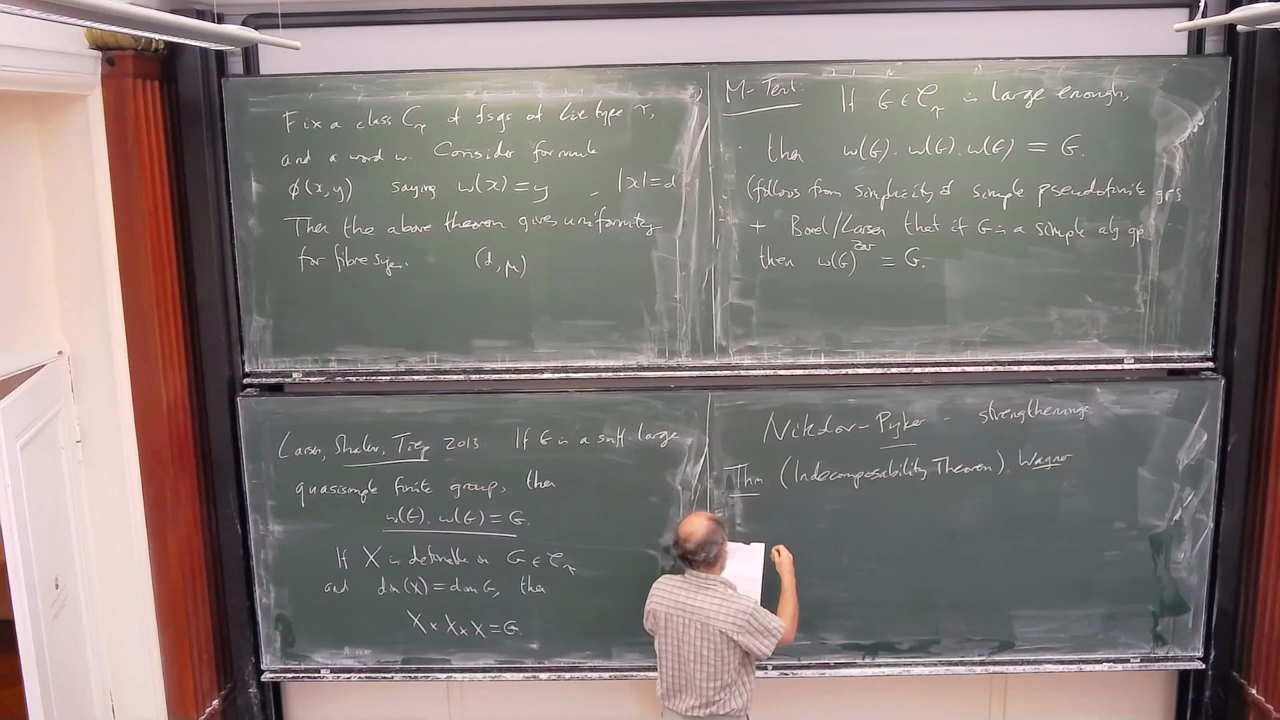 Fix a class C_τ of fsgs of Lie type τ,
and a word w. Consider formula
φ(x,y) saying w(x) = y, |x| = d
Then the above theorem gives uniformity
for fibre sizes. (d, μ)
M-Tent: If G ∈ C_τ is large enough,
then w(G). w(G). w(G) = G.
(follows from simplicity of simple pseudofinite grps
+ Borel/Larsen that if G is a simple alg gp
then w(G)^Zar = G.
Larsen, Shalev, Tiep 2013 If G is a suff large
quasisimple finite group, then
w(G). w(G) = G.
If X is definable in G ∈ C_τ
and dim(X) = dim G, then
X × X × X = G.
Nikolov-Pyber - strengthenings
Thm (Indecomposability Theorem). Wagner